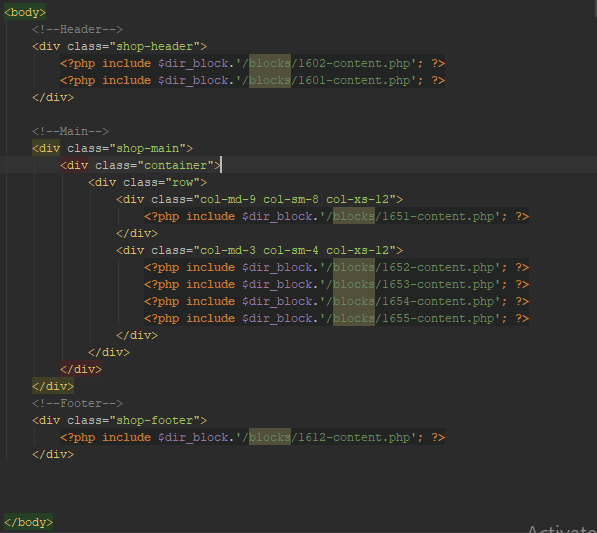 <body>
<!--Header-->
<div class="shop-header">
<?php include $dir_block.'/blocks/1602-content.php'; ?>
<?php include $dir_block.'/blocks/1601-content.php'; ?>
</div>
<!--Main-->
<div class="shop-main">
<div class="container">
<div class="row">
<div class="col-md-9 col-sm-8 col-xs-12">
<?php include $dir_block.'/blocks/1651-content.php'; ?>
</div>
<div class="col-md-3 col-sm-4 col-xs-12">
<?php include $dir_block.'/blocks/1652-content.php'; ?>
<?php include $dir_block.'/blocks/1653-content.php'; ?>
<?php include $dir_block.'/blocks/1654-content.php'; ?>
<?php include $dir_block.'/blocks/1655-content.php'; ?>
</div>
</div>
</div>
</div>
<!--Footer-->
<div class="shop-footer">
<?php include $dir_block.'/blocks/1612-content.php'; ?>
</div>
</body>
Activate